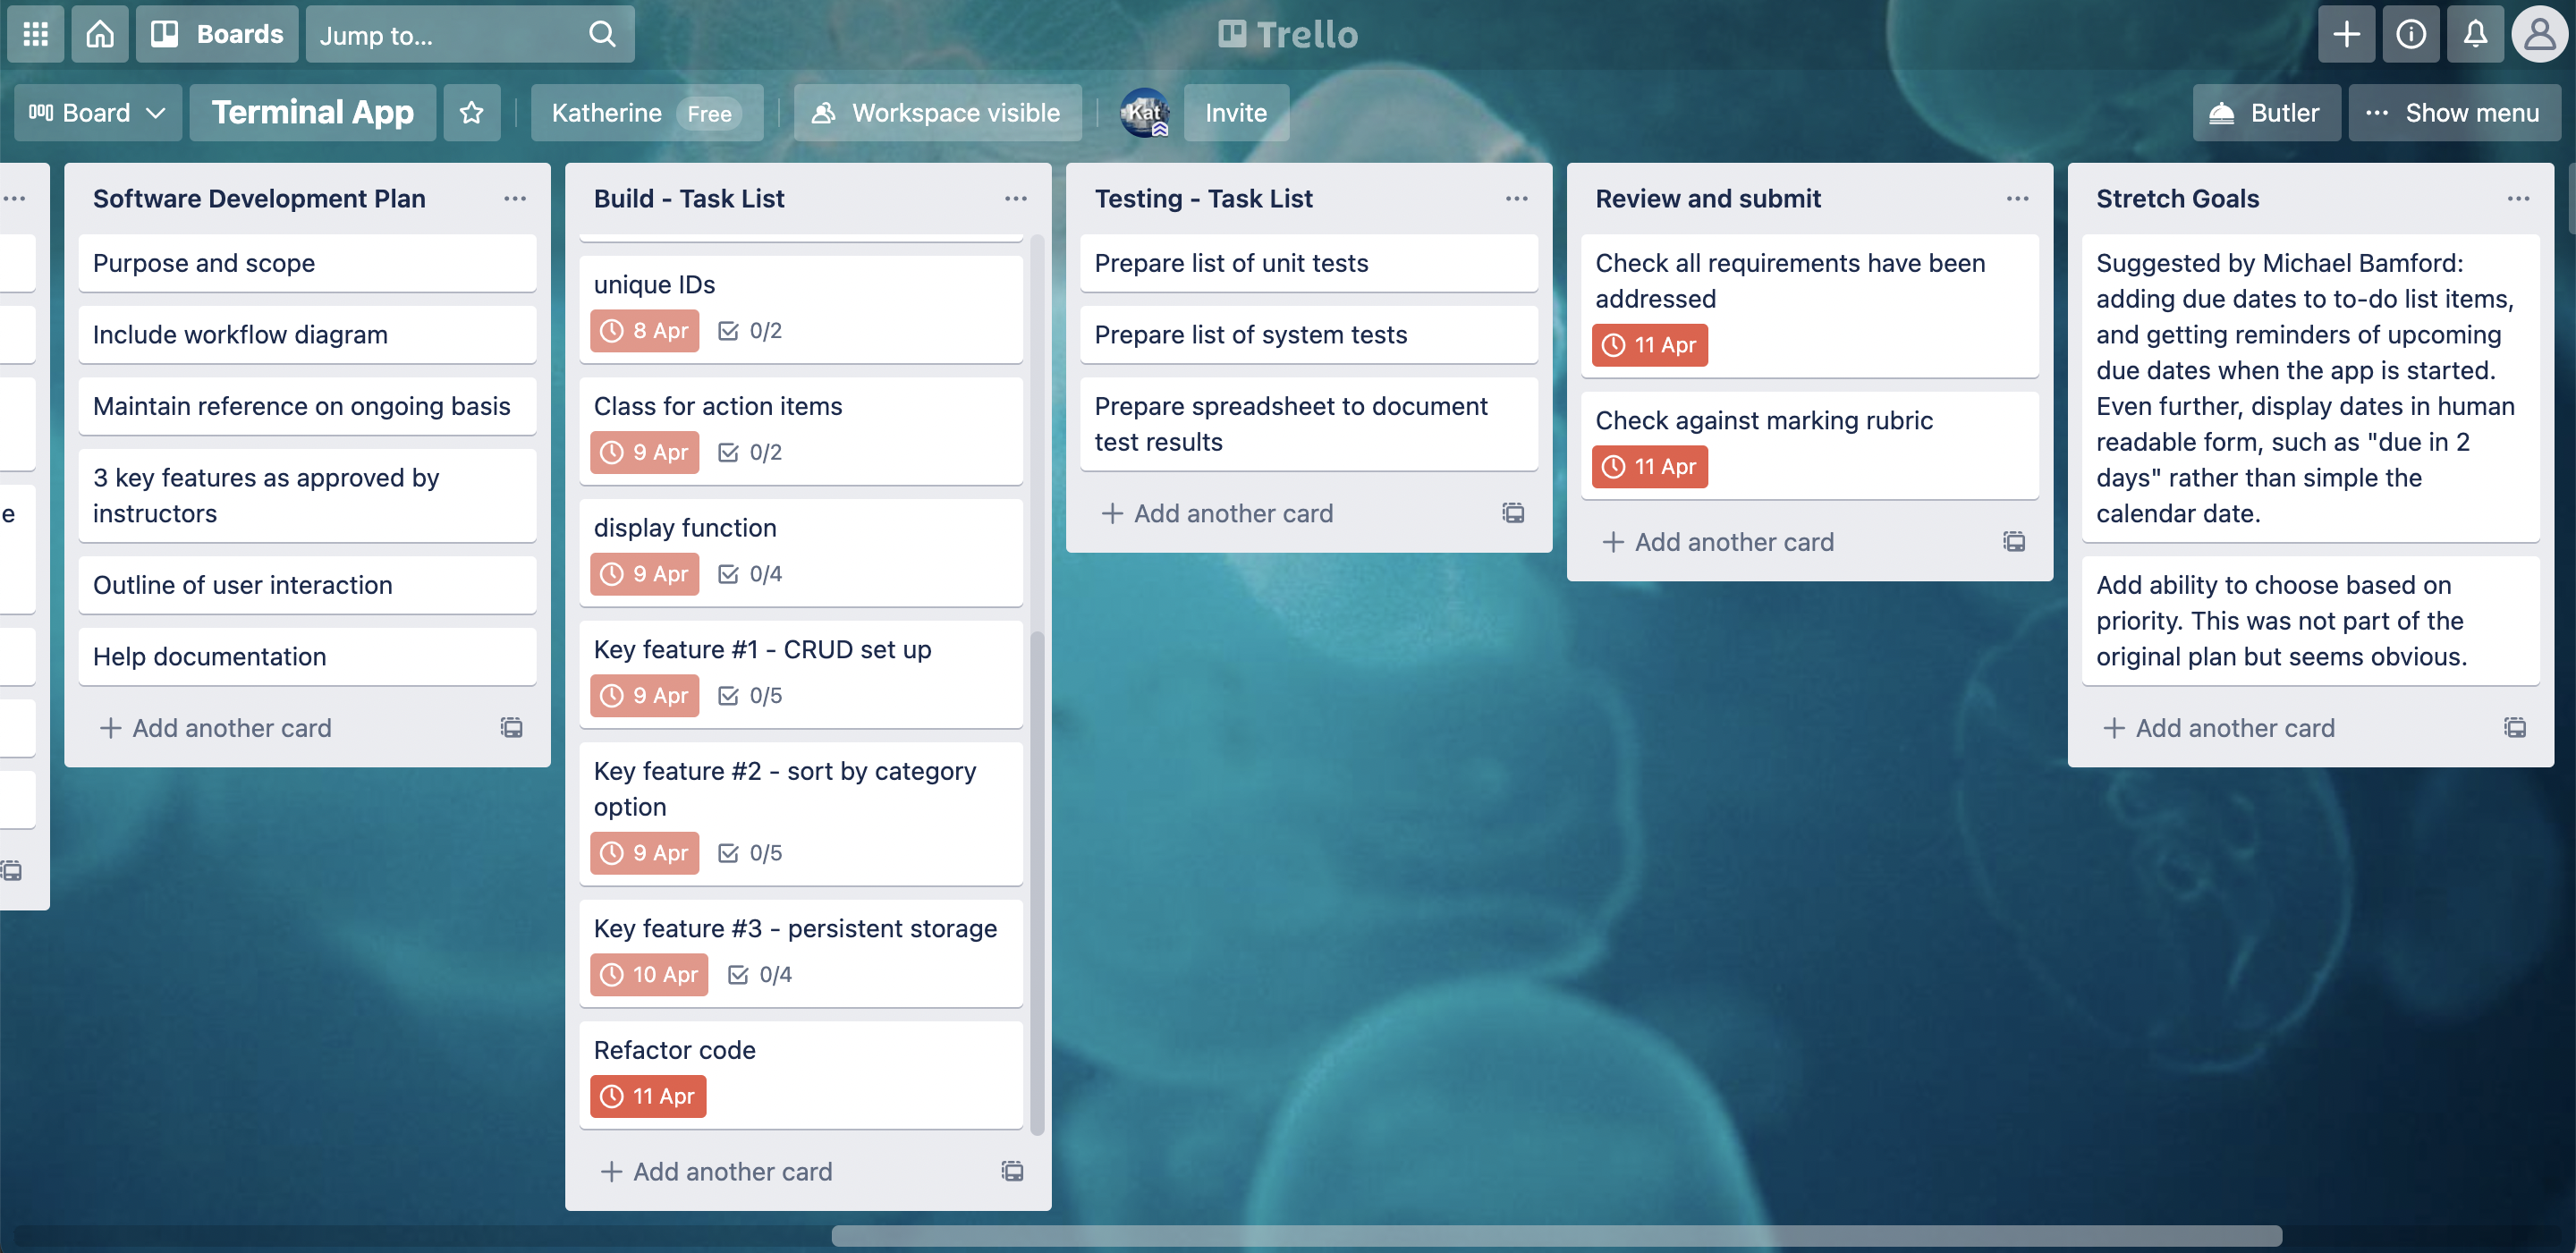 Boards
Jump to...
Trello
Board
Terminal App
Katherine Free
Workspace visible
Kat
Invite
Butler
... Show menu
e
Software Development Plan
Purpose and scope
Include workflow diagram
Maintain reference on ongoing basis
3 key features as approved by
instructors
Outline of user interaction
Help documentation
+ Add another card
Build - Task List
unique IDs
8 Apr 0/2
Class for action items
9 Apr 0/2
display function
9 Apr 0/4
Key feature #1 - CRUD set up
9 Apr 0/5
Key feature #2 - sort by category
option
9 Apr 0/5
Key feature #3 - persistent storage
10 Apr 0/4
Refactor code
11 Apr
+ Add another card
Testing - Task List
Prepare list of unit tests
Prepare list of system tests
Prepare spreadsheet to document
test results
+ Add another card
Review and submit
Check all requirements have been
addressed
11 Apr
Check against marking rubric
11 Apr
+ Add another card
Stretch Goals
Suggested by Michael Bamford:
adding due dates to to-do list items,
and getting reminders of upcoming
due dates when the app is started.
Even further, display dates in human
readable form, such as "due in 2
days" rather than simple the
calendar date.
Add ability to choose based on
priority. This was not part of the
original plan but seems obvious.
+ Add another card